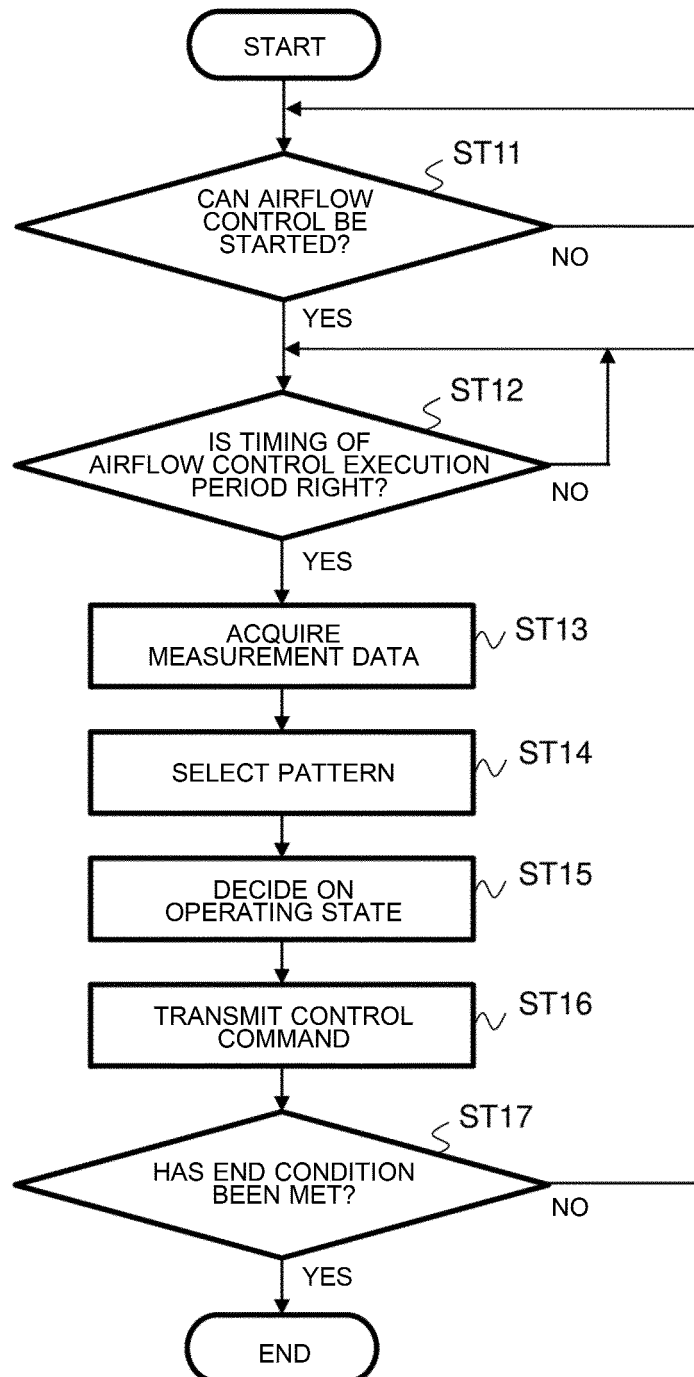 START
ST11
CAN AIRFLOW
CONTROL BE
STARTED?
NO
YES
ST12
IS TIMING OF
AIRFLOW CONTROL EXECUTION
PERIOD RIGHT?
NO
YES
ACQUIRE
MEASUREMENT DATA
ST13
SELECT PATTERN
ST14
DECIDE ON
OPERATING STATE
ST15
TRANSMIT CONTROL
COMMAND
ST16
ST17
HAS END CONDITION
BEEN MET?
NO
YES
END